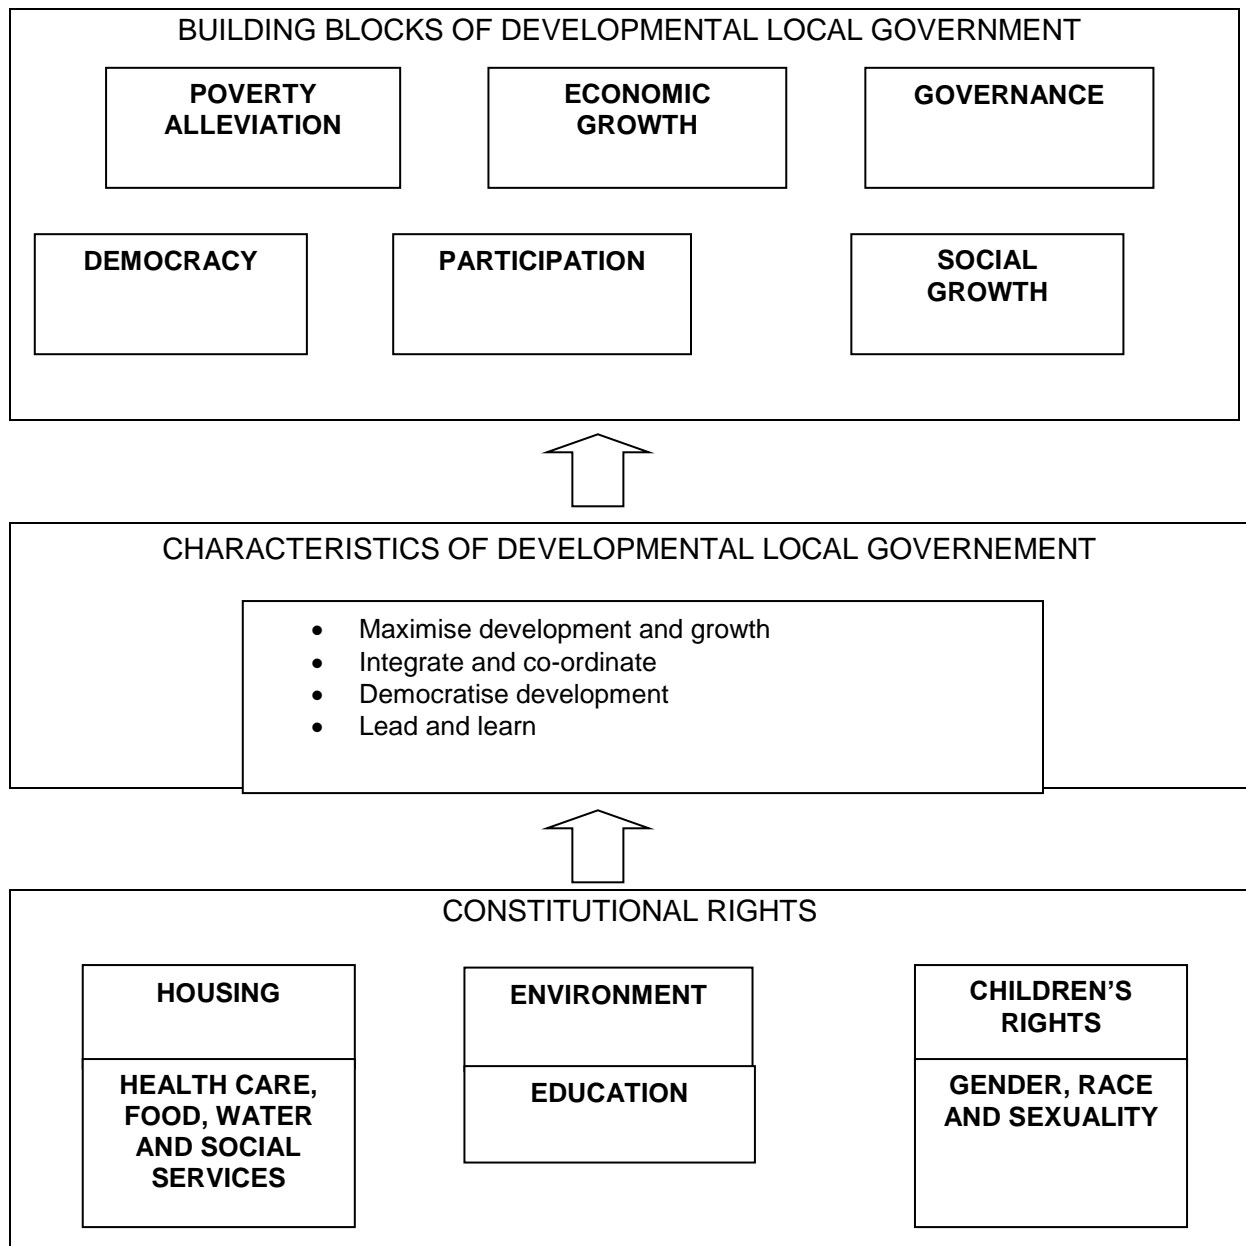 BUILDING BLOCKS OF DEVELOPMENTAL LOCAL GOVERNMENT
POVERTY
ALLEVIATION
ECONOMIC
GROWTH
GOVERNANCE
DEMOCRACY
PARTICIPATION
SOCIAL
GROWTH
CHARACTERISTICS OF DEVELOPMENTAL LOCAL GOVERNEMENT
• Maximise development and growth
• Integrate and co-ordinate
• Democratise development
• Lead and learn
CONSTITUTIONAL RIGHTS
HOUSING
HEALTH CARE,
FOOD, WATER
AND SOCIAL
SERVICES
ENVIRONMENT
EDUCATION
CHILDREN’S
RIGHTS
GENDER, RACE
AND SEXUALITY